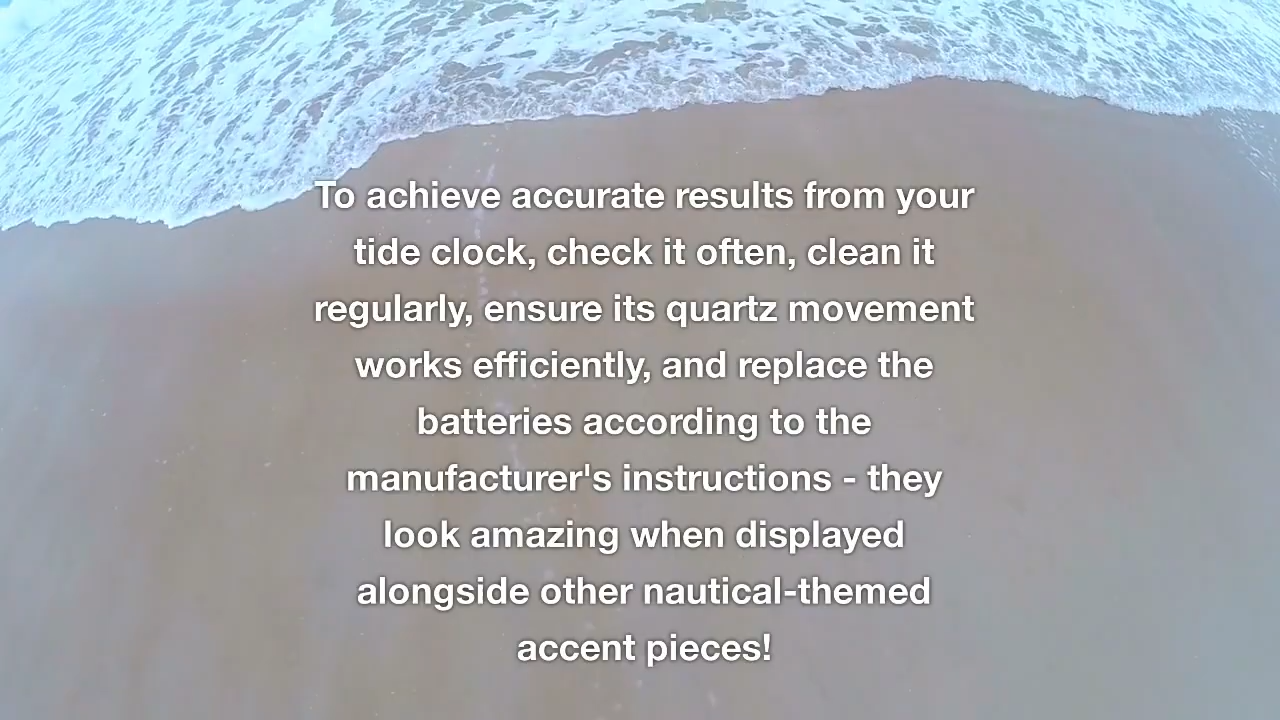 To achieve accurate results from your
tide clock, check it often, clean it
regularly, ensure its quartz movement
works efficiently, and replace the
batteries according to the
manufacturer's instructions - they
look amazing when displayed
alongside other nautical-themed
accent pieces!